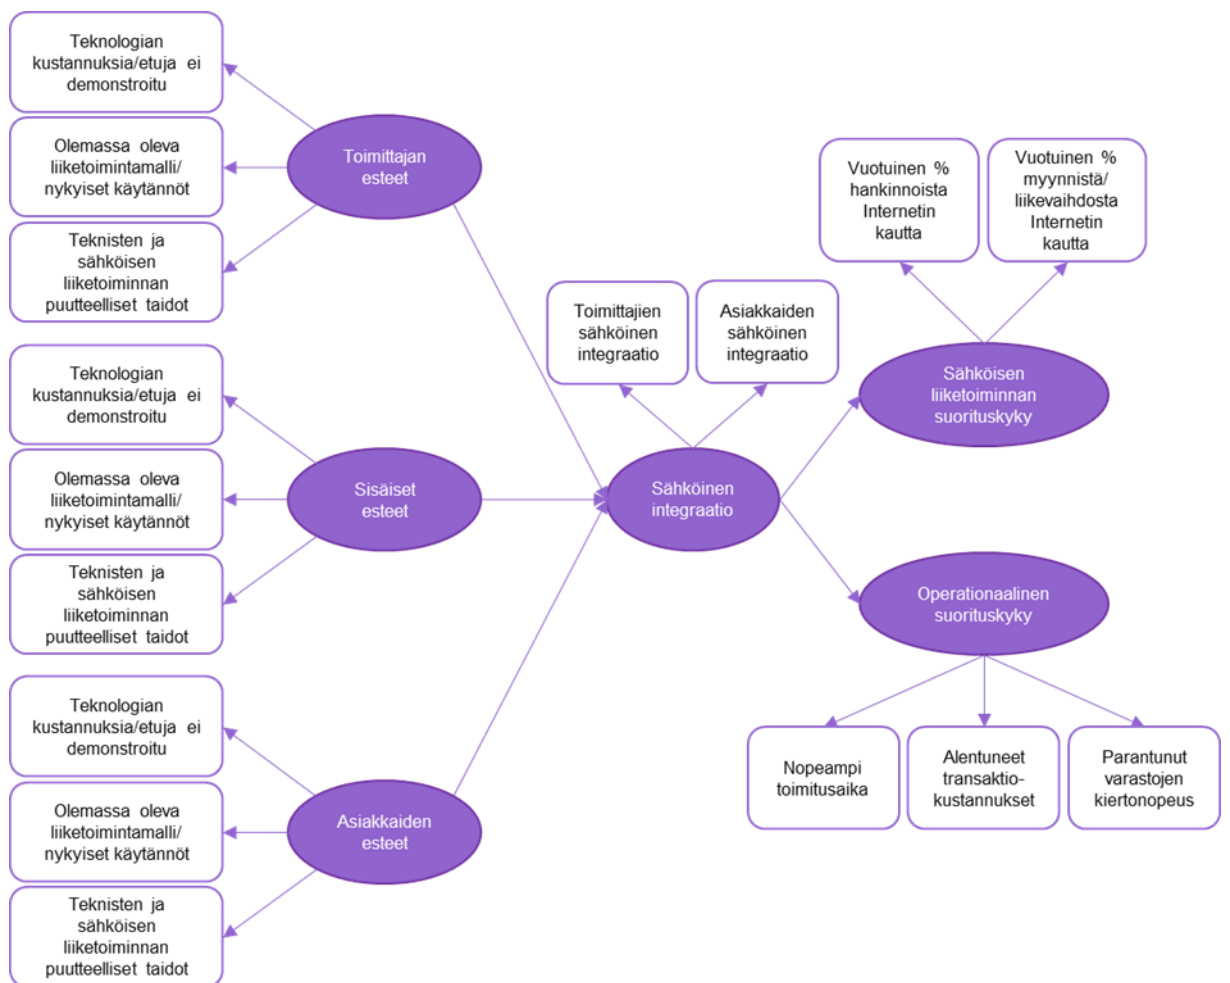 Teknologian
kustannuksia/etuja ei
demonstroitu
Olemassa oleva
liiketoimintamalli/
nykyiset käytännöt
Teknisten ja
sähköisen
liiketoiminnan
puutteelliset taidot
Toimittajan
esteet
Teknologian
kustannuksia/etuja ei
demonstroitu
Olemassa oleva
liiketoimintamalli/
nykyiset käytännöt
Teknisten ja
sähköisen
liiketoiminnan
puutteelliset taidot
Sisäiset
esteet
Teknologian
kustannuksia/etuja ei
demonstroitu
Olemassa oleva
liiketoimintamalli/
nykyiset käytännöt
Teknisten ja
sähköisen
liiketoiminnan
puutteelliset taidot
Asiakkaiden
esteet
Toimittajien
sähköinen
integraatio
Asiakkaiden
sähköinen
integraatio
Sähköinen
integraatio
Vuotuinen %
hankinnoista
Internetin
kautta
Vuotuinen %
myynnistä/
liikevaihdosta
Internetin
kautta
Sähköisen
liiketoiminnan
suorituskyky
Operationaalinen
suorituskyky
Nopeampi
toimitusaika
Alentuneet
transaktio-
kustannukset
Parantunut
varastojen
kiertonopeus